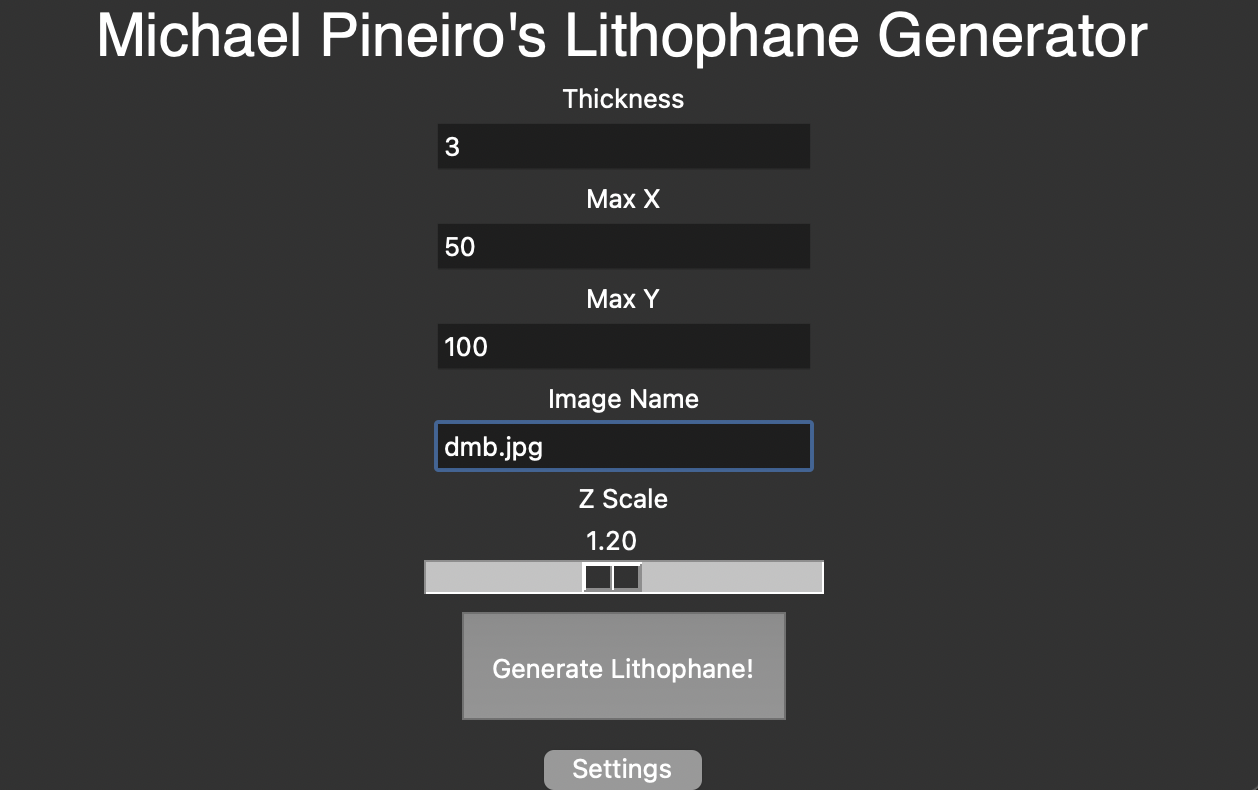 Michael Pineiro's Lithophane Generator
Thickness
3
Max X
50
Max Y
100
Image Name
dmb.jpg
Z Scale
1.20
Generate Lithophane!
Settings